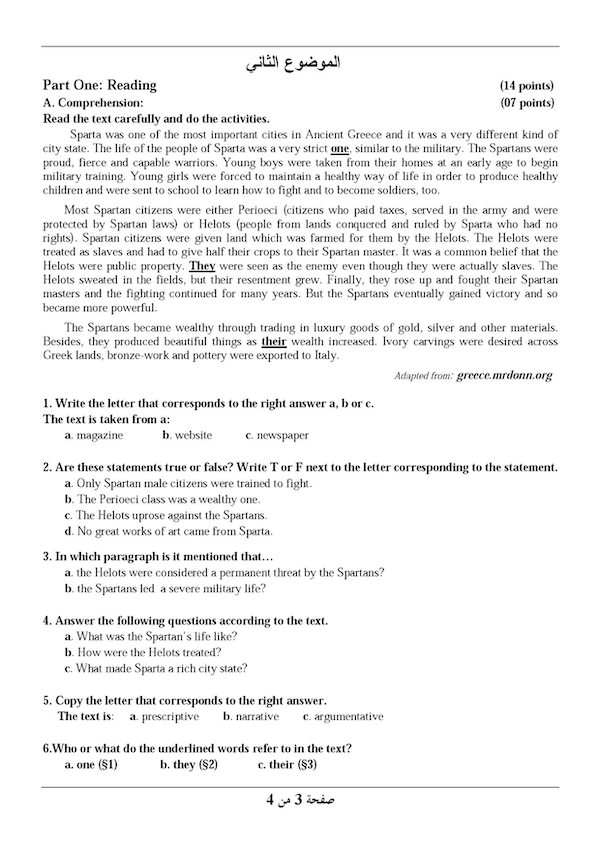 الموضوع الثاني
Part One: Reading (14 points)
A. Comprehension: (07 points)
Read the text carefully and do the activities.
Sparta was one of the most important cities in Ancient Greece and it was a very different kind of
city state. The life of the people of Sparta was a very strict one, similar to the military. The Spartans were
proud, fierce and capable warriors. Young boys were taken from their homes at an early age to begin
military training. Young girls were forced to maintain a healthy way of life in order to produce healthy
children and were sent to school to learn how to fight and to become soldiers, too.
Most Spartan citizens were either Perioeci (citizens who paid taxes, served in the army and were
protected by Spartan laws) or Helots (people from lands conquered and ruled by Sparta who had no
rights). Spartan citizens were given land which was farmed for them by the Helots. The Helots were
treated as slaves and had to give half their crops to their Spartan master. It was a common belief that the
Helots were public property. They were seen as the enemy even though they were actually slaves. The
Helots sweated in the fields, but their resentment grew. Finally, they rose up and fought their Spartan
masters and the fighting continued for many years. But the Spartans eventually gained victory and so
became more powerful.
The Spartans became wealthy through trading in luxury goods of gold, silver and other materials.
Besides, they produced beautiful things as their wealth increased. Ivory carvings were desired across
Greek lands, bronze-work and pottery were exported to Italy.
Adapted from: greece.mrdonn.org
1. Write the letter that corresponds to the right answer a, b or c.
The text is taken from a:
a. magazine b. website c. newspaper
2. Are these statements true or false? Write T or F next to the letter corresponding to the statement.
a. Only Spartan male citizens were trained to fight.
b. The Perioeci class was a wealthy one.
c. The Helots uprose against the Spartans.
d. No great works of art came from Sparta.
3. In which paragraph is it mentioned that…
a. the Helots were considered a permanent threat by the Spartans?
b. the Spartans led a severe military life?
4. Answer the following questions according to the text.
a. What was the Spartan's life like?
b. How were the Helots treated?
c. What made Sparta a rich city state?
5. Copy the letter that corresponds to the right answer.
The text is: a. prescriptive b. narrative c. argumentative
6.Who or what do the underlined words refer to in the text?
a. one (§1) b. they (§2) c. their (§3)
صفحة 3 من 4